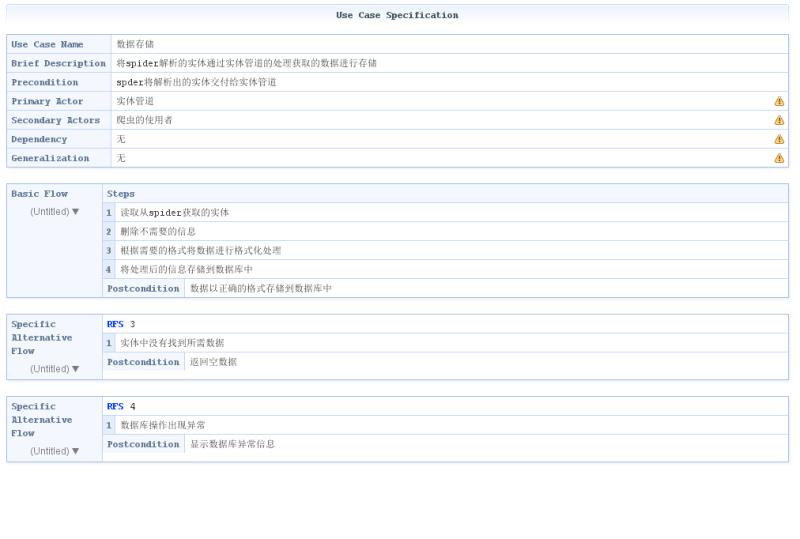 Use Case Specification
Use Case Name 数据存储
Brief Description 将spider解析的实体通过实体管道的处理获取的数据进行存储
Precondition spder将解析出的实体交付给实体管道
Primary Actor 实体管道
Secondary Actors 爬虫的使用者
Dependency 无
Generalization 无
Basic Flow Steps
(Untitled) ▼ 1 读取从spider获取的实体
2 删除不需要的信息
3 根据需要的格式将数据进行格式化处理
4 将处理后的信息存储到数据库中
Postcondition 数据以正确的格式存储到数据库中
Specific Alternative Flow RFS 3
1 实体中没有找到所需数据
(Untitled) ▼ Postcondition 返回空数据
Specific Alternative Flow RFS 4
1 数据库操作出现异常
(Untitled) ▼ Postcondition 显示数据库异常信息